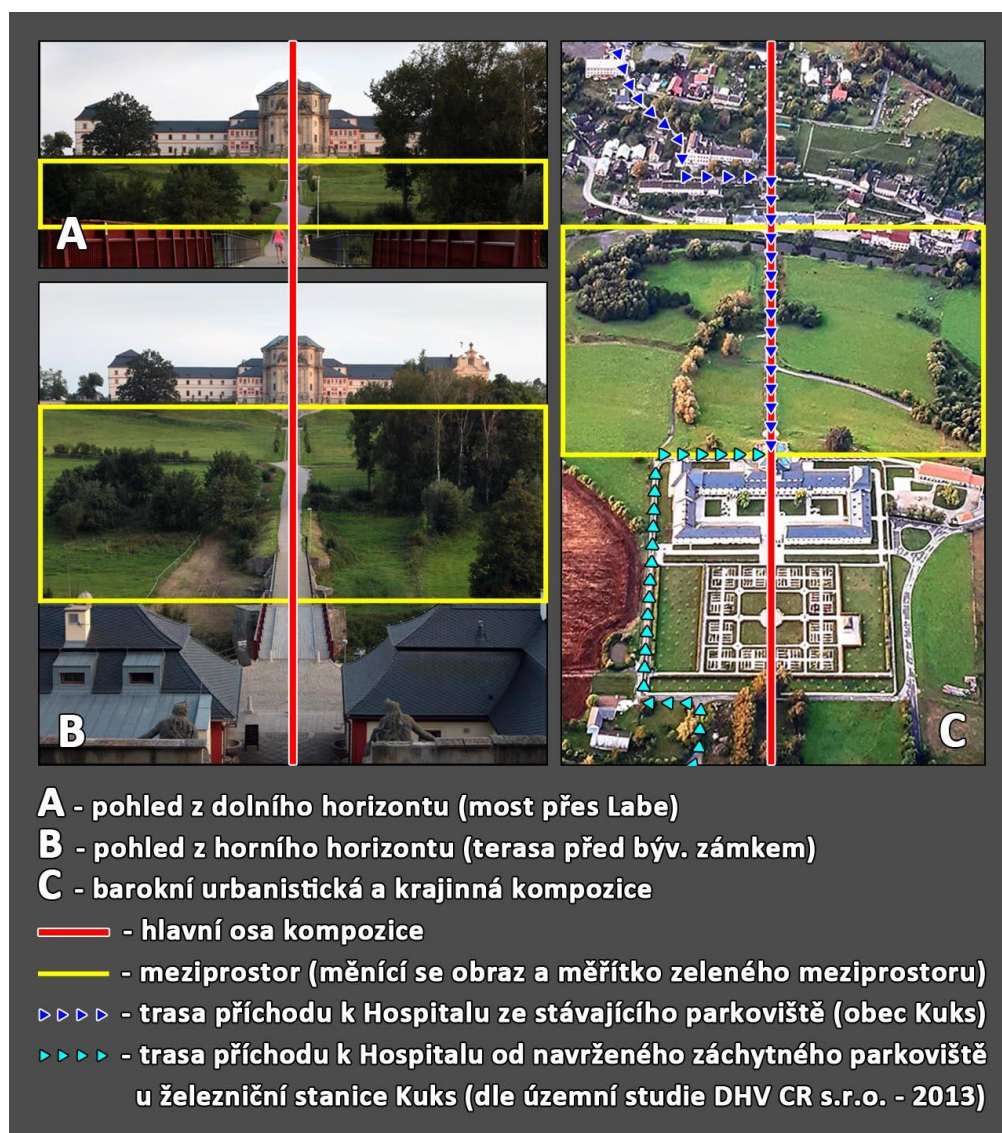 A
B
C
A - pohled z dolního horizontu (most přes Labe)
B - pohled z horního horizontu (terasa před býv. zámkem)
C - barokní urbanistická a krajinná kompozice
- hlavní osa kompozice
- meziprostor (měnící se obraz a měřítko zeleného meziprostoru)
- trasa příchodu k Hospitalu ze stávajícího parkoviště (obec Kuks)
- trasa příchodu k Hospitalu od navrženého záchytného parkoviště
u železniční stanice Kuks (dle územní studie DHV CR s.r.o. - 2013)